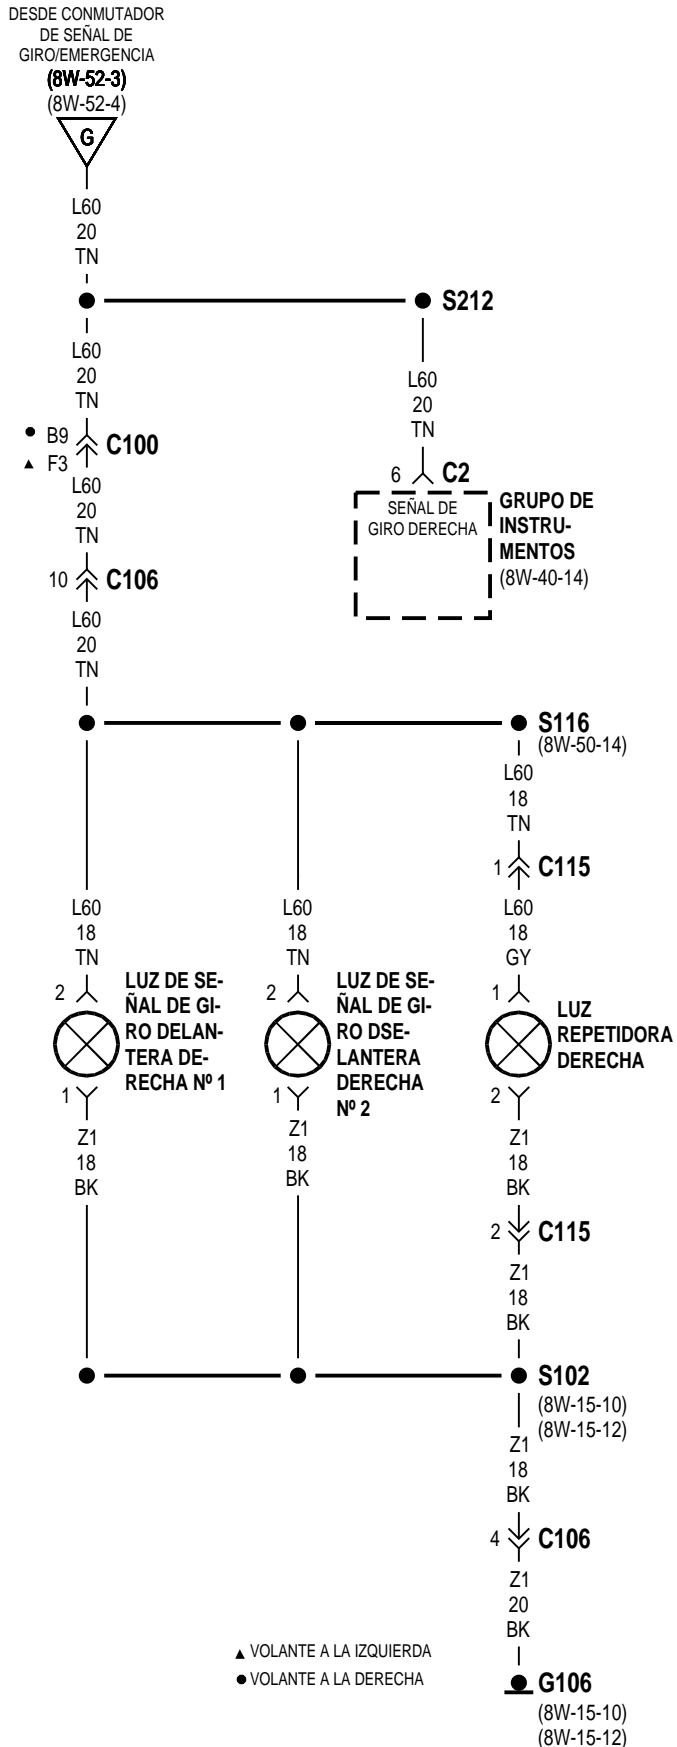 DESDE CONMUTADOR
DE SEÑAL DE
GIRO/EMERGENCIA
(8W-52-3)
(8W-52-4)
G
L60
20
TN
S212
L60
20
TN
B9
F3
C100
L60
20
TN
6
C2
L60
20
TN
SEÑAL DE
GIRO DERECHA
GRUPO DE
INSTRU-
MENTOS
(8W-40-14)
10
C106
L60
20
TN
S116
(8W-50-14)
L60
18
TN
1
C115
L60
18
TN
L60
18
TN
L60
18
GY
2
LUZ DE SE-
ÑAL DE GI-
RO DELAN-
TERA DE-
RECHA Nº 1
1
2
LUZ DE SE-
ÑAL DE GI-
RO DSE-
LANTERA
DERECHA
Nº 2
1
1
LUZ
REPETIDORA
DERECHA
2
Z1
18
BK
Z1
18
BK
Z1
18
BK
2
C115
Z1
18
BK
S102
(8W-15-10)
(8W-15-12)
Z1
18
BK
4
C106
Z1
20
BK
▲ VOLANTE A LA IZQUIERDA
● VOLANTE A LA DERECHA
G106
(8W-15-10)
(8W-15-12)